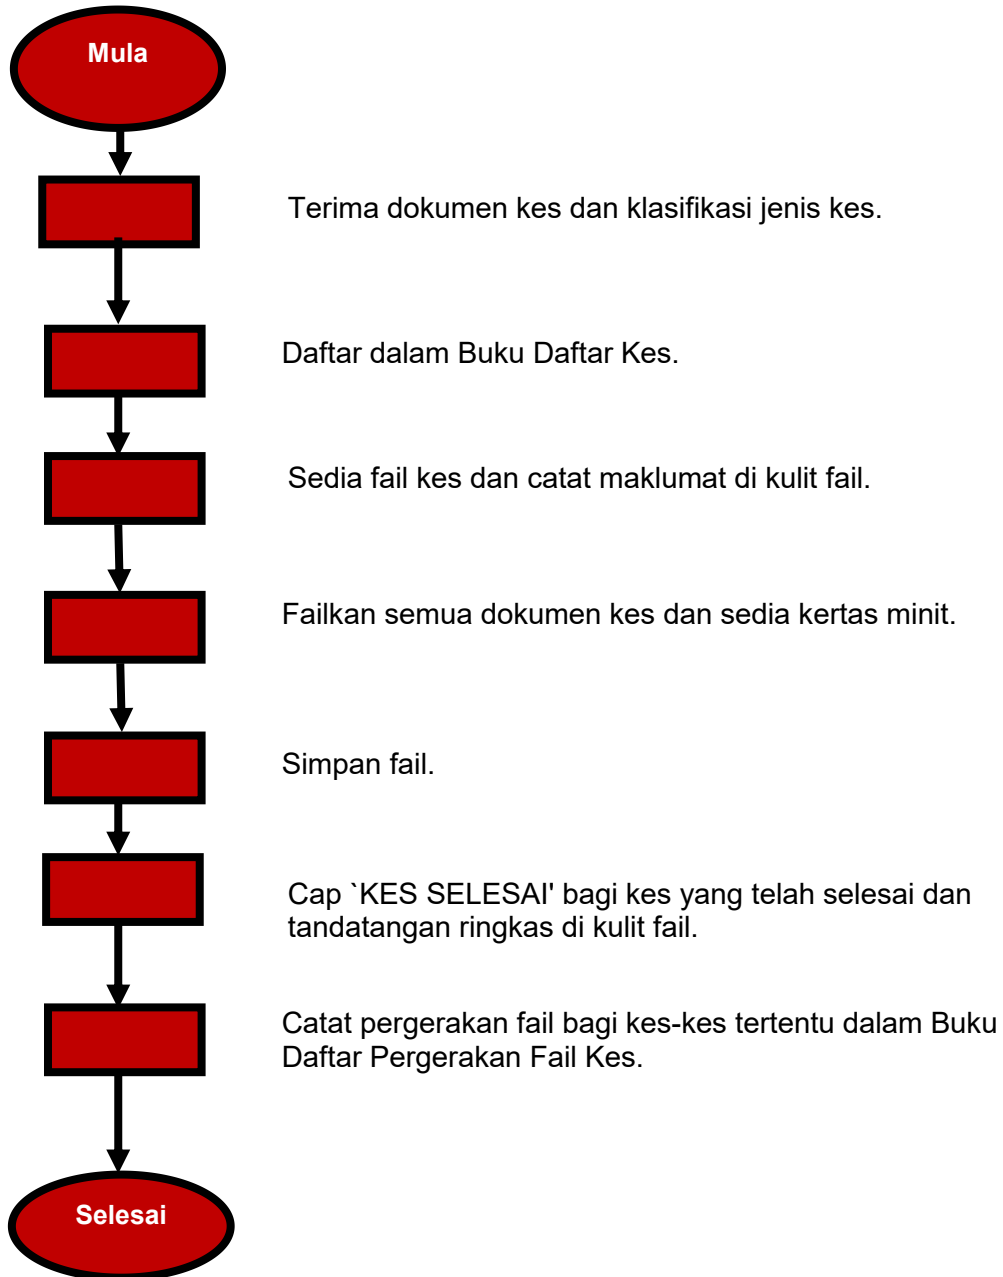 Mula
Terima dokumen kes dan klasifikasi jenis kes.
Daftar dalam Buku Daftar Kes.
Sedia fail kes dan catat maklumat di kulit fail.
Failkan semua dokumen kes dan sedia kertas minit.
Simpan fail.
Cap `KES SELESAI' bagi kes yang telah selesai dan
tandatangan ringkas di kulit fail.
Catat pergerakan fail bagi kes-kes tertentu dalam Buku
Daftar Pergerakan Fail Kes.
Selesai